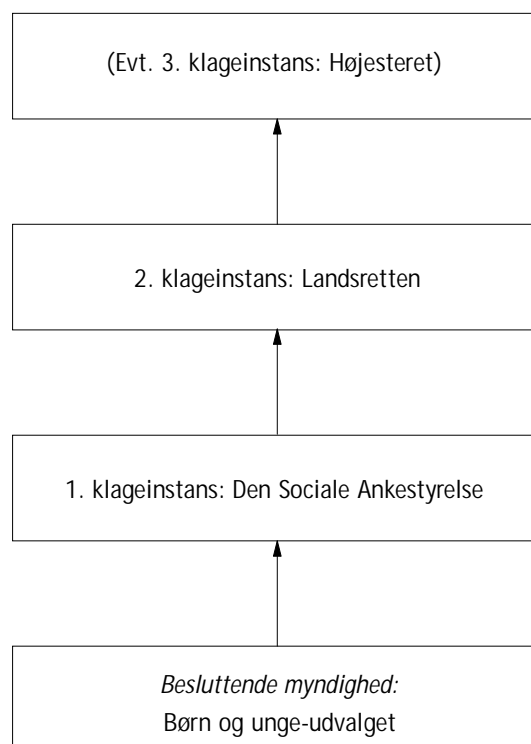 (Evt. 3. klageinstans: Højesteret)
2. klageinstans: Landsretten
1. klageinstans: Den Sociale Ankestyrelse
Besluttende myndighed:
Børn og unge-udvalget